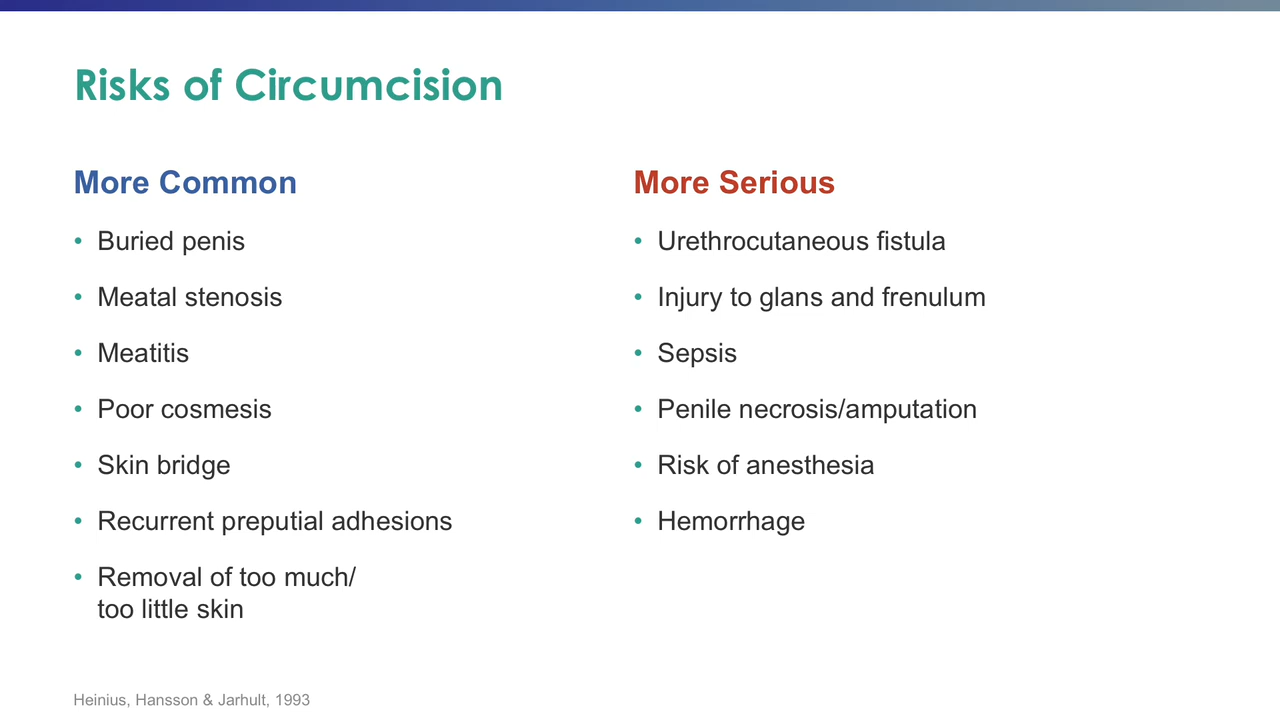 Risks of Circumcision
More Common
• Buried penis
• Meatal stenosis
• Meatitis
• Poor cosmesis
• Skin bridge
• Recurrent preputial adhesions
• Removal of too much/
too little skin
More Serious
• Urethrocutaneous fistula
• Injury to glans and frenulum
• Sepsis
• Penile necrosis/amputation
• Risk of anesthesia
• Hemorrhage
Heinius, Hansson & Jarhult, 1993